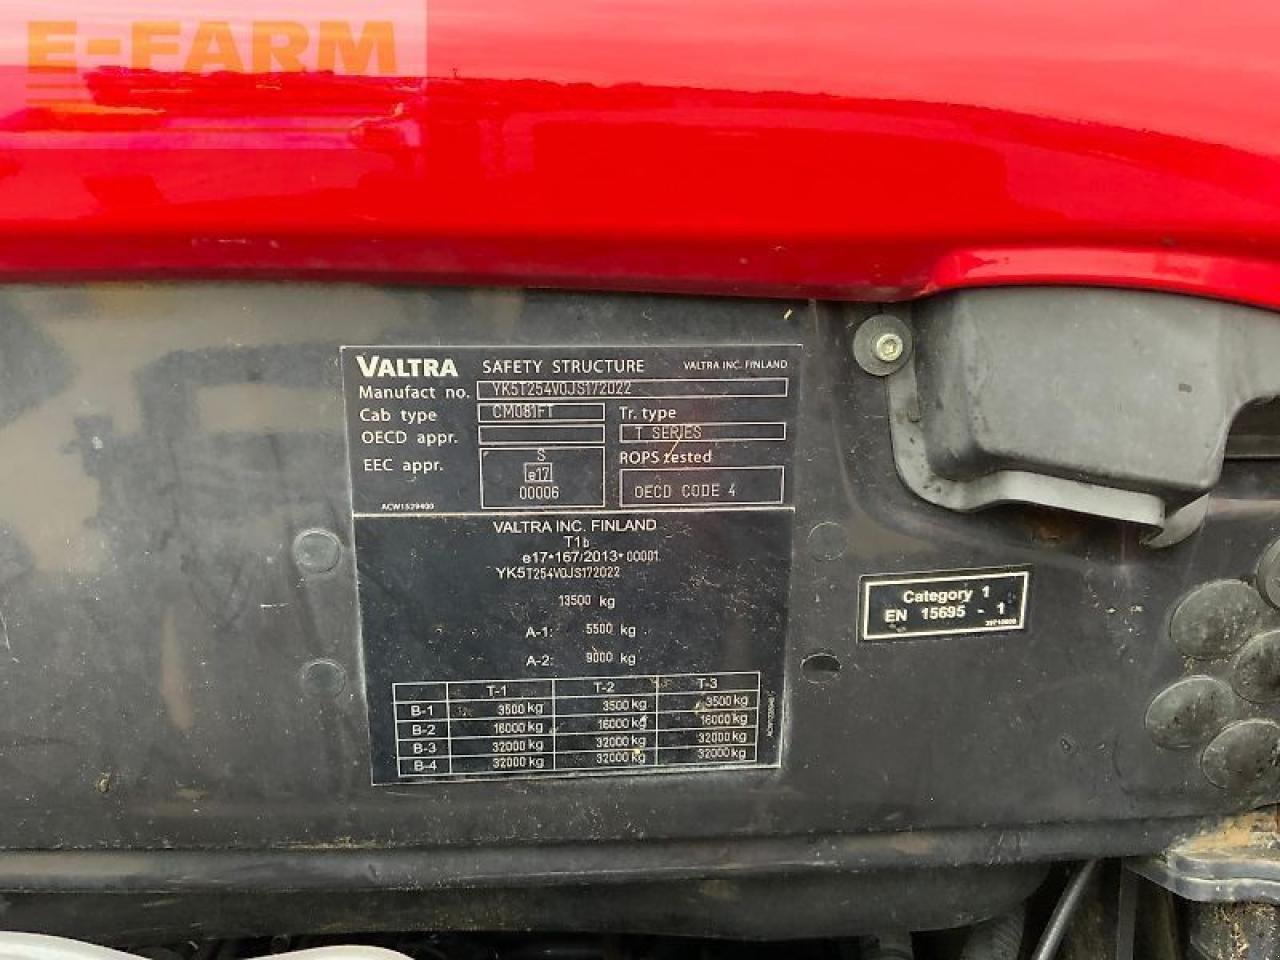 E-FARM
VALTRA SAFETY STRUCTURE VALTRA INC. FINLAND
Manufact no. YK5T254V0JS172022
Cab type CM081FT Tr. type
OECD appr. T SERIES
EEC appr. S ROPS tested
e17
00006 OECD CODE 4
ACW1529400
VALTRA INC. FINLAND
T1b
e17*167/2013*00001
YK5T254V0JS172022
13500 kg
A-1: 5500 kg
A-2: 9000 kg
T-1 T-2 T-3
B-1 3500 kg 3500 kg 3500 kg
B-2 16000 kg 16000 kg 16000 kg
B-3 32000 kg 32000 kg 32000 kg
B-4 32000 kg 32000 kg 32000 kg
Category 1
EN 15695 - 1